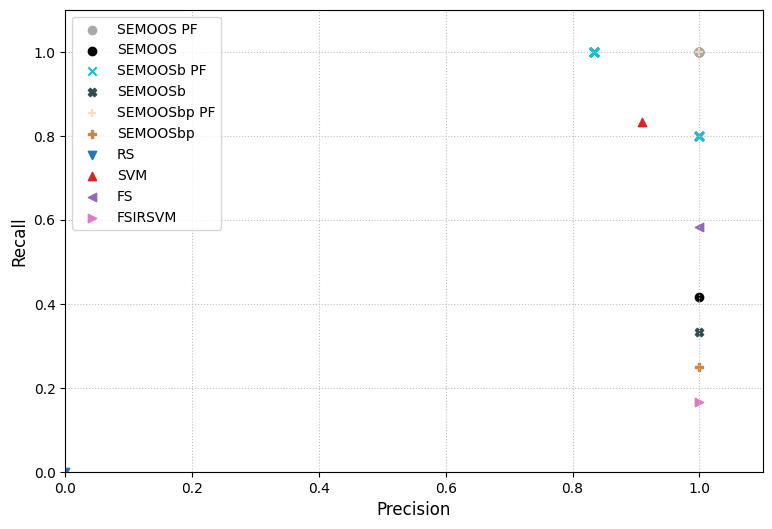 SEMOOS PF
SEMOOS
SEMOOSb PF
SEMOOSb
SEMOOSbp PF
SEMOOSbp
RS
SVM
FS
FSIRSVM
1.0
0.8
0.6
0.4
0.2
0.0
Recall
0.0 0.2 0.4 0.6 0.8 1.0
Precision